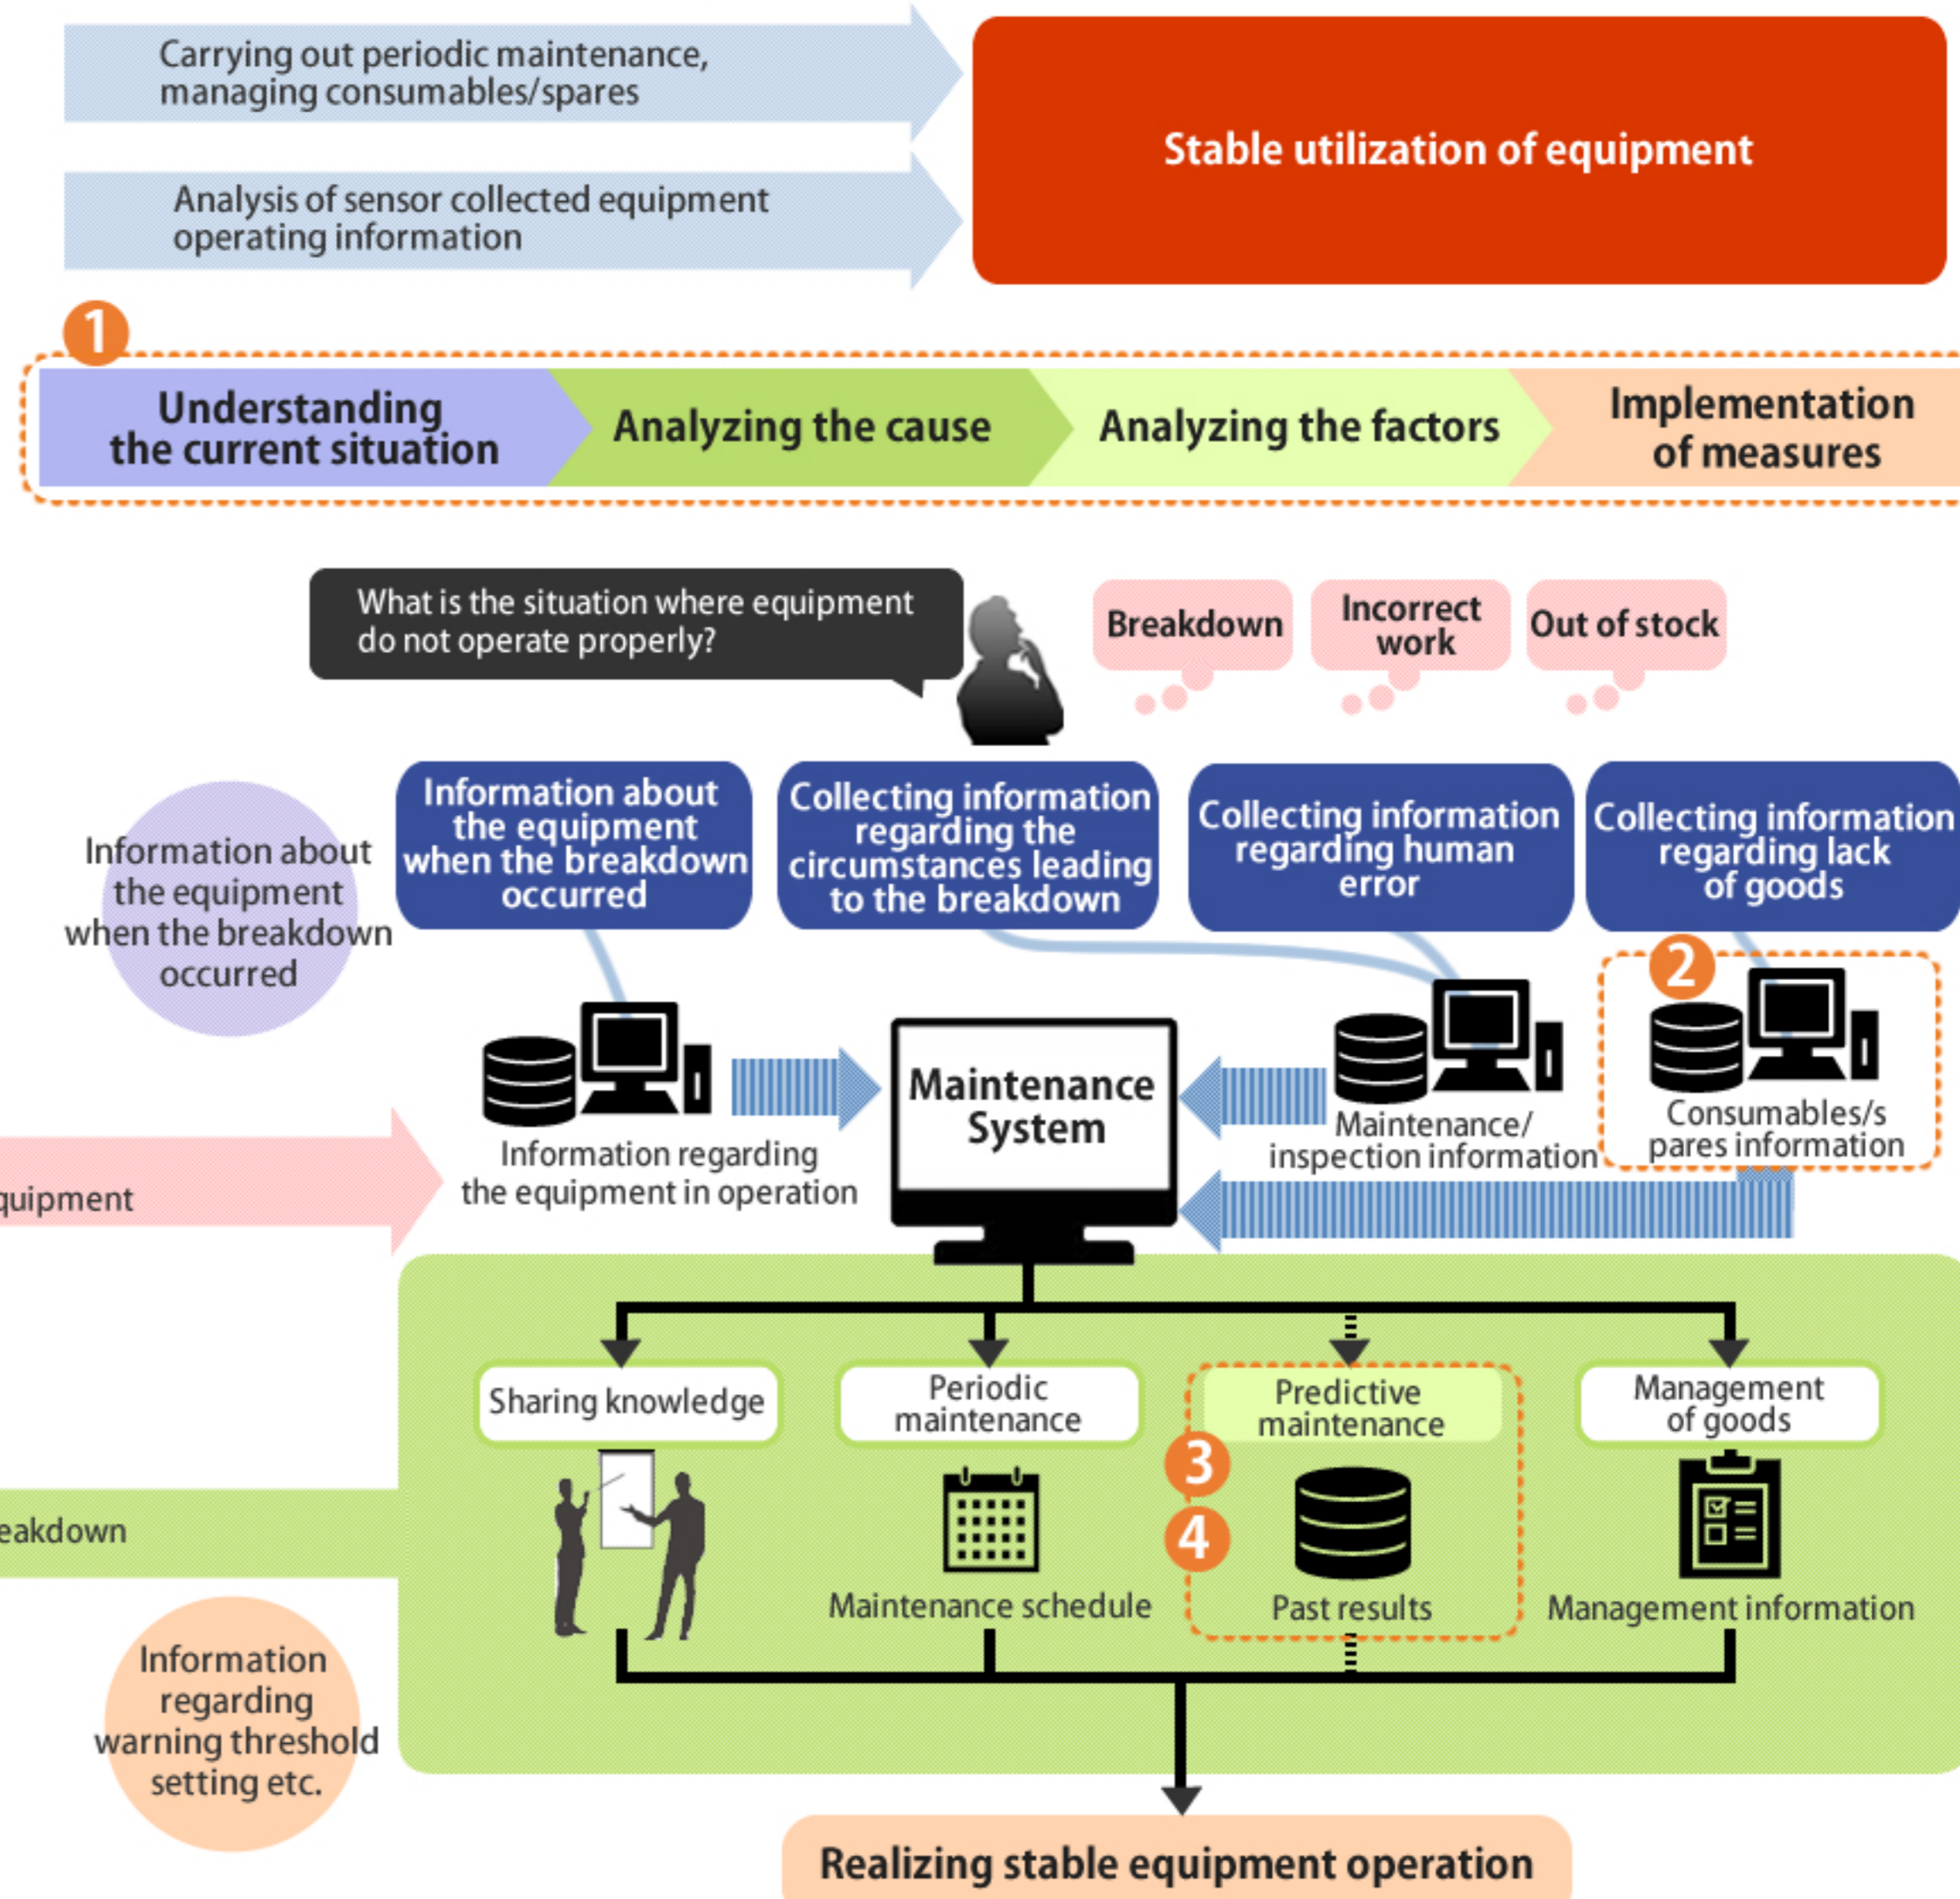 Carrying out periodic maintenance,
managing consumables/spares
Stable utilization of equipment
Analysis of sensor collected equipment
operating information
1
Understanding
the current situation
Analyzing the cause
Analyzing the factors
Implementation
of measures
What is the situation where equipment
do not operate properly?
Breakdown
Incorrect
work
Out of stock
Information about
the equipment
when the breakdown
occurred
Information about
the equipment
when the breakdown
occurred
Collecting information
regarding the
circumstances leading
to the breakdown
Collecting information
regarding human
error
Collecting information
regarding lack
of goods
2
Information regarding
the equipment in operation
Maintenance
System
Maintenance/
inspection information
Consumables/s
pares information
quipment
Sharing knowledge
Periodic
maintenance
Predictive
maintenance
Management
of goods
3
4
Maintenance schedule
Past results
Management information
eakdown
Information
regarding
warning threshold
setting etc.
Realizing stable equipment operation